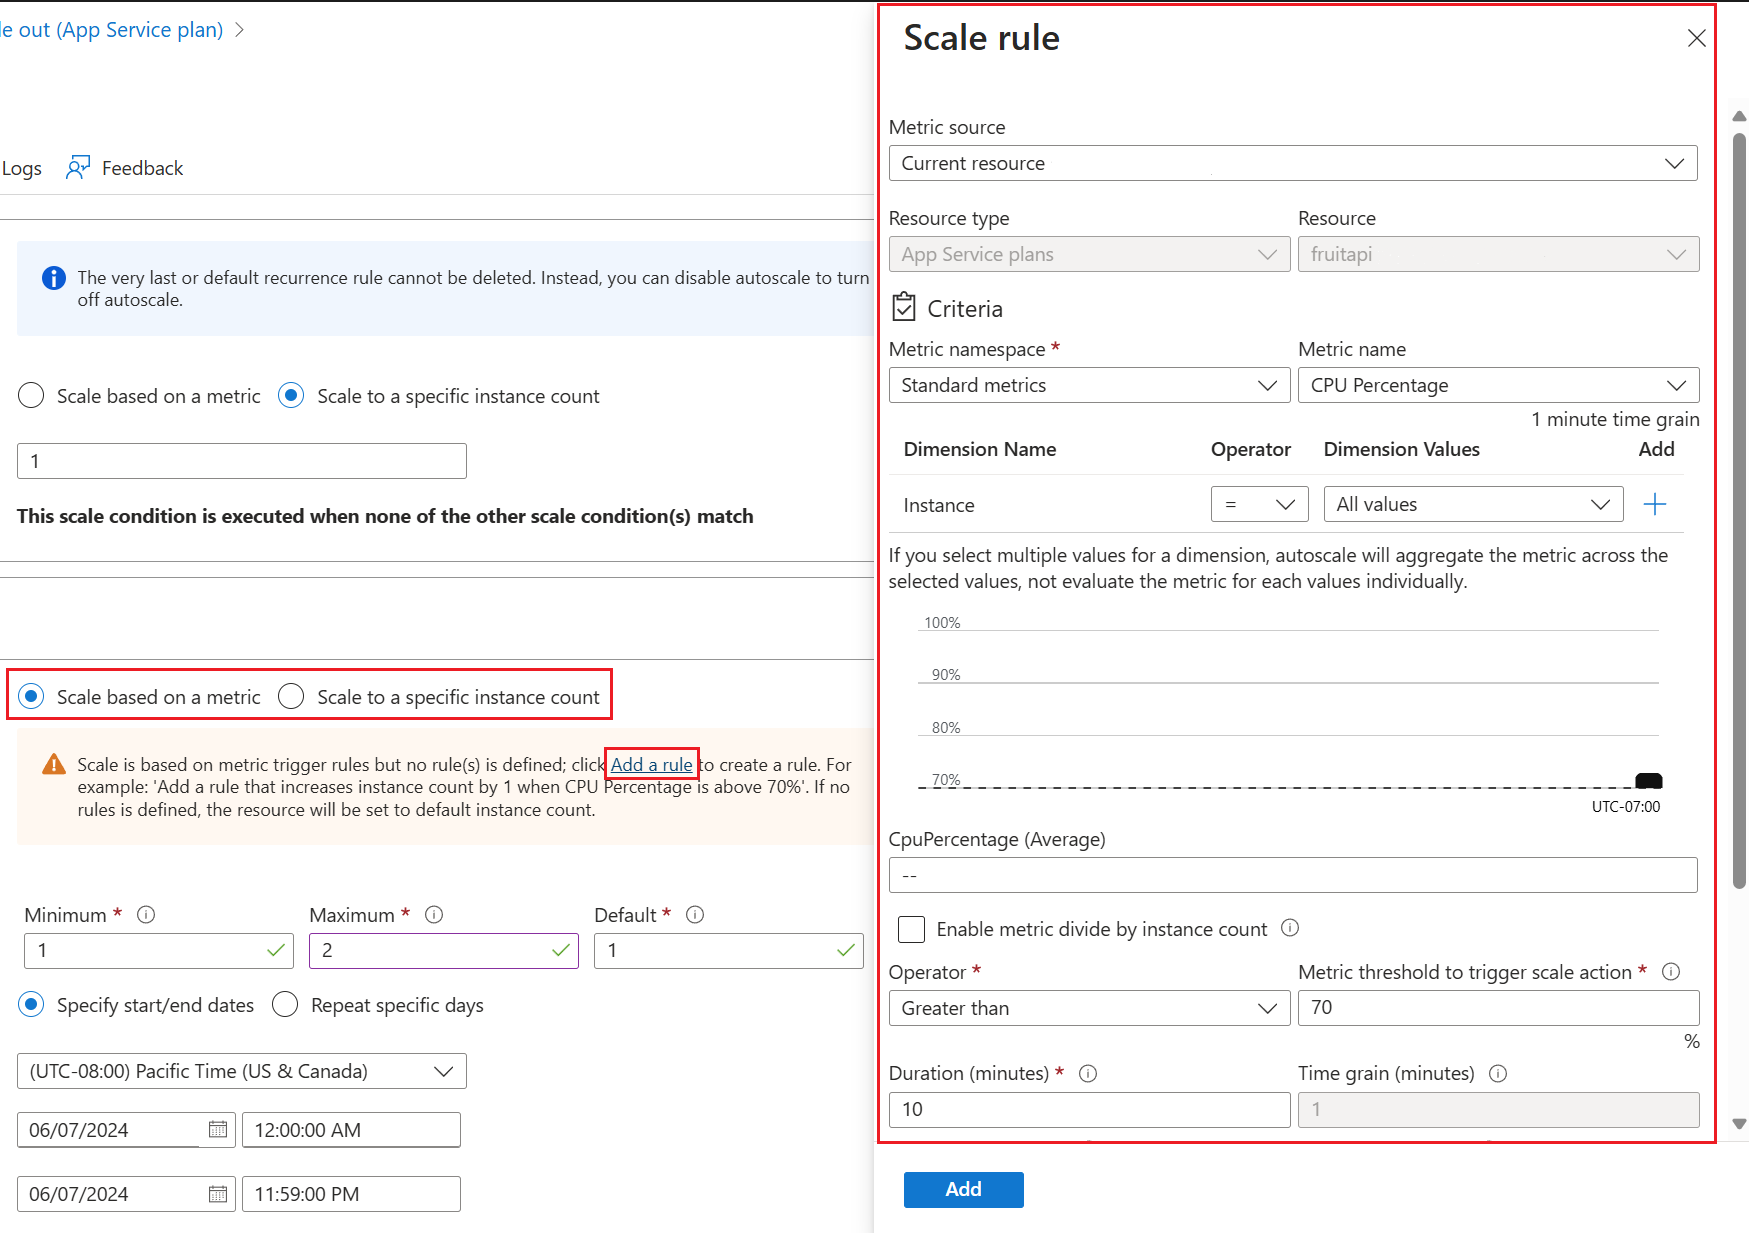 le out (App Service plan)
Logs
Feedback
The very last or default recurrence rule cannot be deleted. Instead, you can disable autoscale to turn
off autoscale.
Scale based on a metric
Scale to a specific instance count
1
This scale condition is executed when none of the other scale condition(s) match
Scale based on a metric
Scale to a specific instance count
Scale is based on metric trigger rules but no rule(s) is defined; click Add a rule to create a rule. For
example: 'Add a rule that increases instance count by 1 when CPU Percentage is above 70%'. If no
rules is defined, the resource will be set to default instance count.
Minimum *
Maximum *
Default *
1
2
1
Specify start/end dates
Repeat specific days
(UTC-08:00) Pacific Time (US & Canada)
06/07/2024
12:00:00 AM
06/07/2024
11:59:00 PM
Scale rule
Metric source
Current resource
Resource type
Resource
App Service plans
fruitapi
Criteria
Metric namespace *
Metric name
Standard metrics
CPU Percentage
1 minute time grain
Dimension Name
Operator
Dimension Values
Add
Instance
=
All values
If you select multiple values for a dimension, autoscale will aggregate the metric across the
selected values, not evaluate the metric for each values individually.
100%
90%
80%
70%
UTC-07:00
CpuPercentage (Average)
--
Enable metric divide by instance count
Operator *
Metric threshold to trigger scale action *
Greater than
70
%
Duration (minutes) *
Time grain (minutes)
10
1
Add